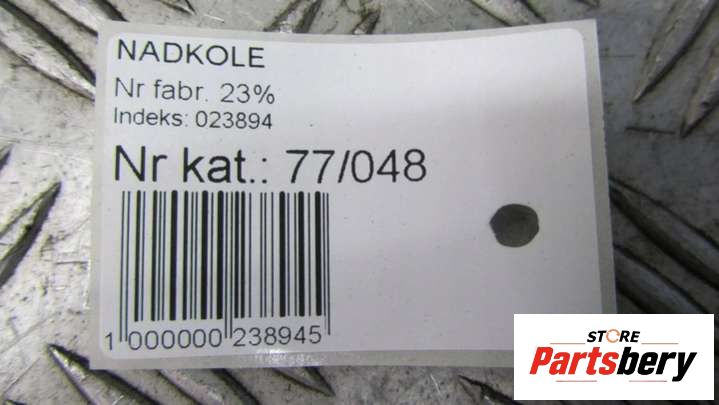 NADKOLE
Nr fabr. 23%
Indeks: 023894
Nr kat.: 77/048
1 000000 238945
STORE
Partsbery